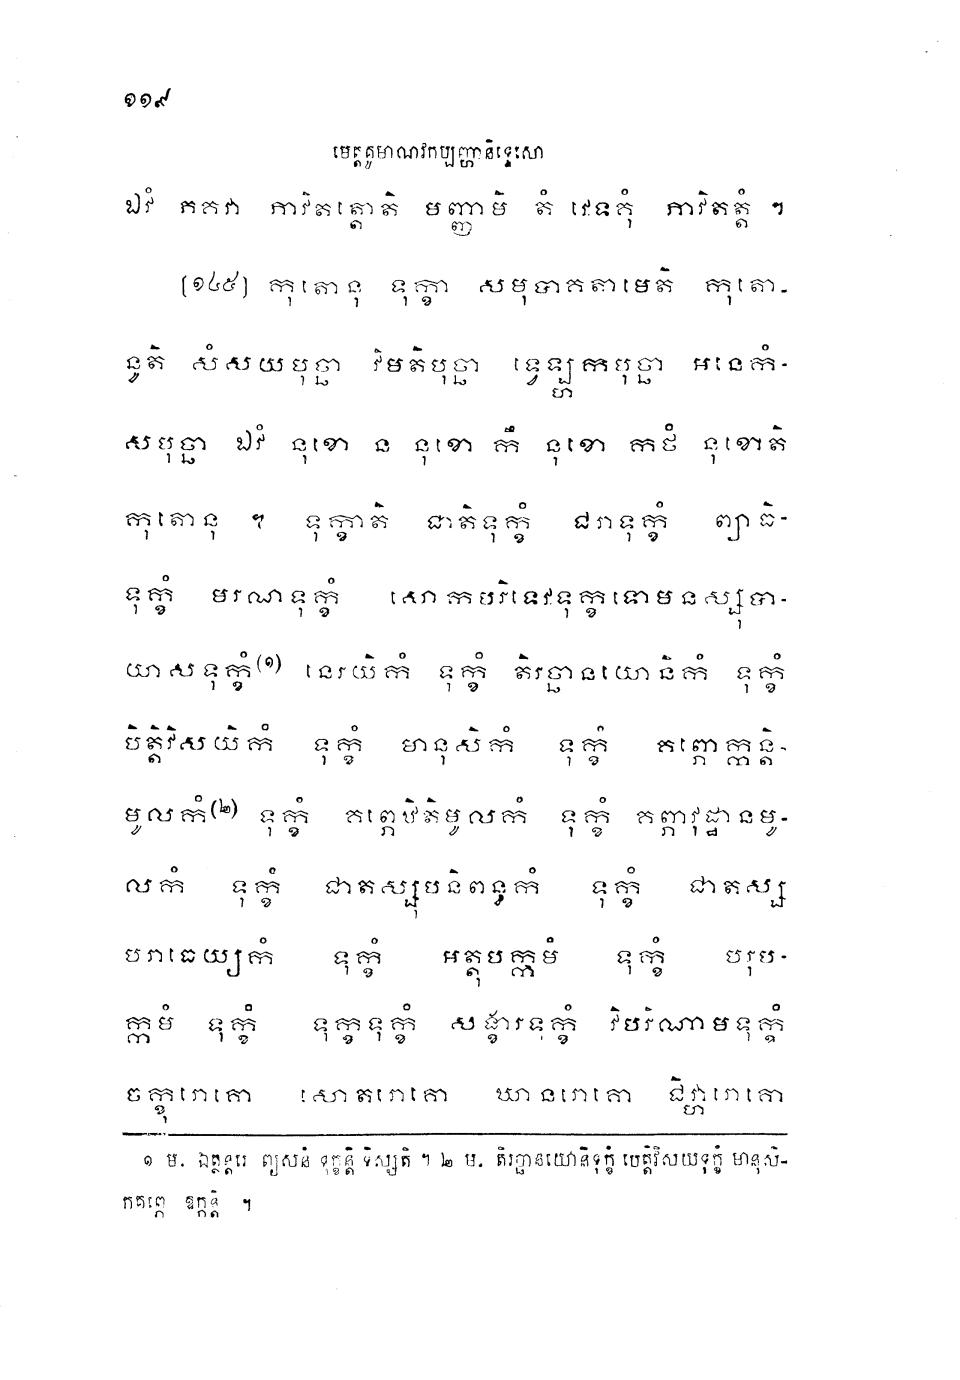 ១១៩
មេត្តគូមាណវកប្បញ្ហានិទ្ទេសោ
ឯវំ ភគវា ភាវិតត្តោតិ មញ្ញាមិ តំ វេទគុំ ភាវិតត្តំ ។
[១៤៥] កុតោនុ ទុក្ខា សមុទាគតាមេតិ កុតោ-
នូតិ សំសយបុច្ឆា វិមតិបុច្ឆា ទ្វេឡ្ហកបុច្ឆា អនេកំ-
សបុច្ឆា ឯវំ នុខោ ន នុខោ កឹ នុខោ កថំ នុខោតិ
កុតោនុ ។ ទុក្ខាតិ ជាតិទុក្ខំ ជរាទុក្ខំ ព្យាធិ-
ទុក្ខំ មរណទុក្ខំ សោកបរិទេវទុក្ខទោមនស្សុបា-
យាសទុក្ខំ(១) នេរយិកំ ទុក្ខំ តិរច្ឆានយោនិកំ ទុក្ខំ
បិត្តិវិសយិកំ ទុក្ខំ មានុសិកំ ទុក្ខំ គព្ភោក្កន្តិ-
មូលកំ(២) ទុក្ខំ គព្ភេឋិតិមូលកំ ទុក្ខំ គព្ភាវុដ្ឋានមូ-
លកំ ទុក្ខំ ជាតស្សុបនិពន្ធកំ ទុក្ខំ ជាតស្ស
បរាធេយ្យកំ ទុក្ខំ អត្តុបក្កមំ ទុក្ខំ បរុប-
ក្កមំ ទុក្ខំ ទុក្ខទុក្ខំ សង្ខារទុក្ខំ វិបរិណាមទុក្ខំ
ចក្ខុរោគោ សោតរោគោ ឃានរោគោ ជិវ្ហារោគោ
១ ម. ឯត្ថន្តរេ ព្យសនំ ទុក្ខន្តិ ទិស្សតិ ។ ២ ម. តិរច្ឆានយោនិទុក្ខំ បេត្តិវិសយទុក្ខំ មានុសិ-
កគព្ភេ ឱក្កន្តិ ។